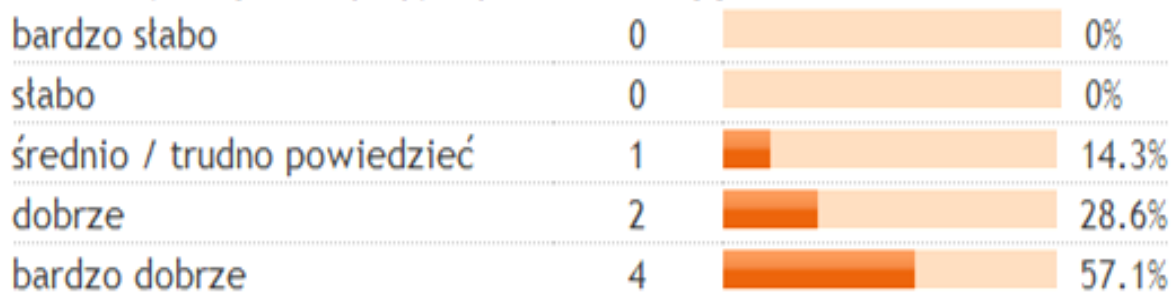 bardzo słabo 0 0%
słabo 0 0%
średnio / trudno powiedzieć 1 14.3%
dobrze 2 28.6%
bardzo dobrze 4 57.1%